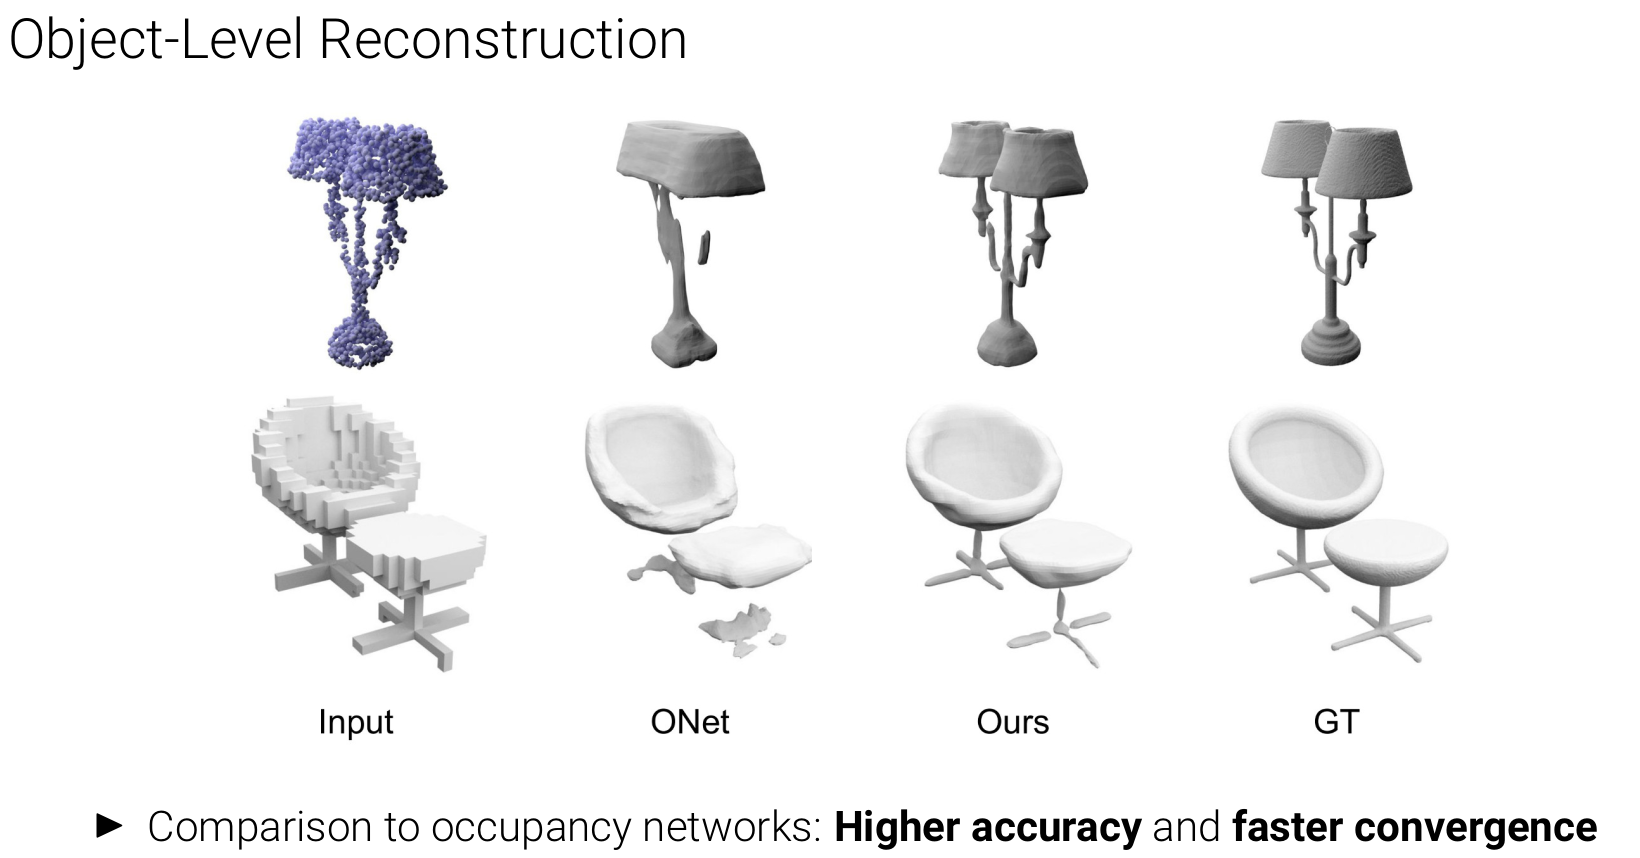 Object-Level Reconstruction
Input ONet Ours GT
► Comparison to occupancy networks: Higher accuracy and faster convergence